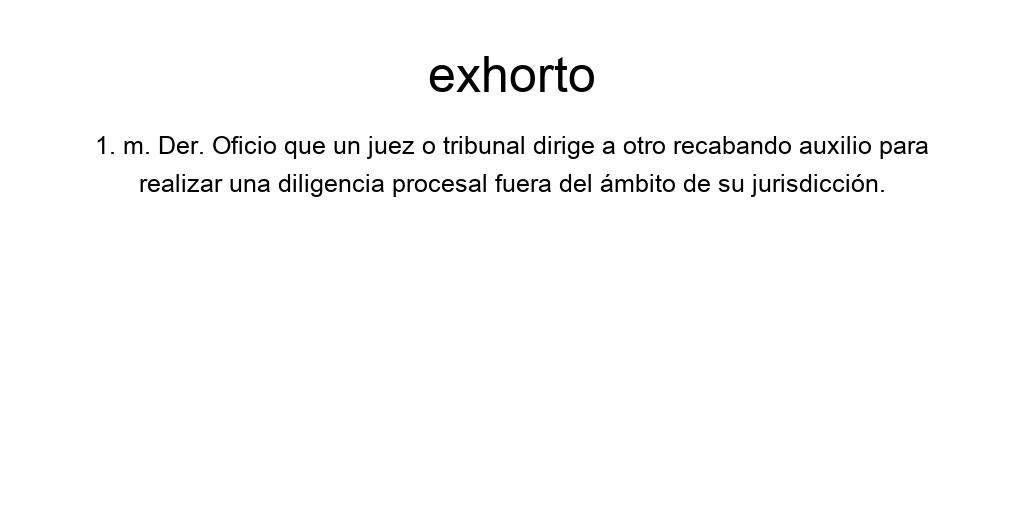 exhorto
1. m. Der. Oficio que un juez o tribunal dirige a otro recabando auxilio para
realizar una diligencia procesal fuera del ámbito de su jurisdicción.